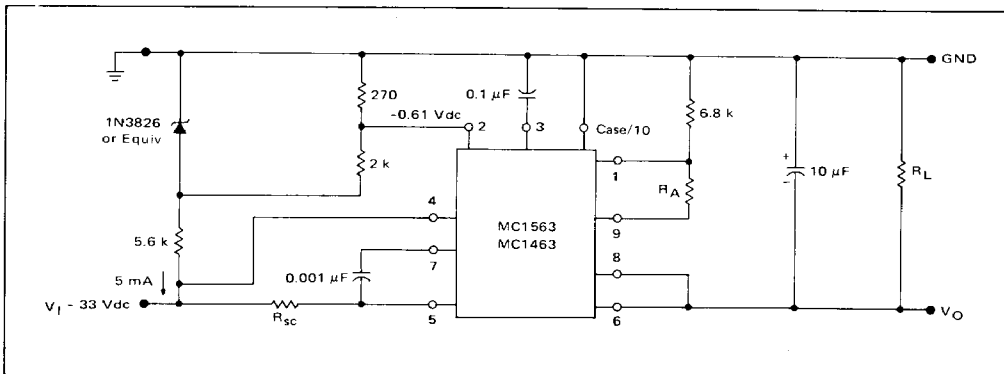 GND
270
0.1 µF
6.8 k
1N3826
or Equiv
-0.61 Vdc
2
3
Case/10
2 k
1
10 µF
+
−
R_L
R_A
4
MC1563
MC1463
9
5.6 k
7
8
5 mA
0.001 µF
V_I - 33 Vdc
R_sc
5
6
V_O